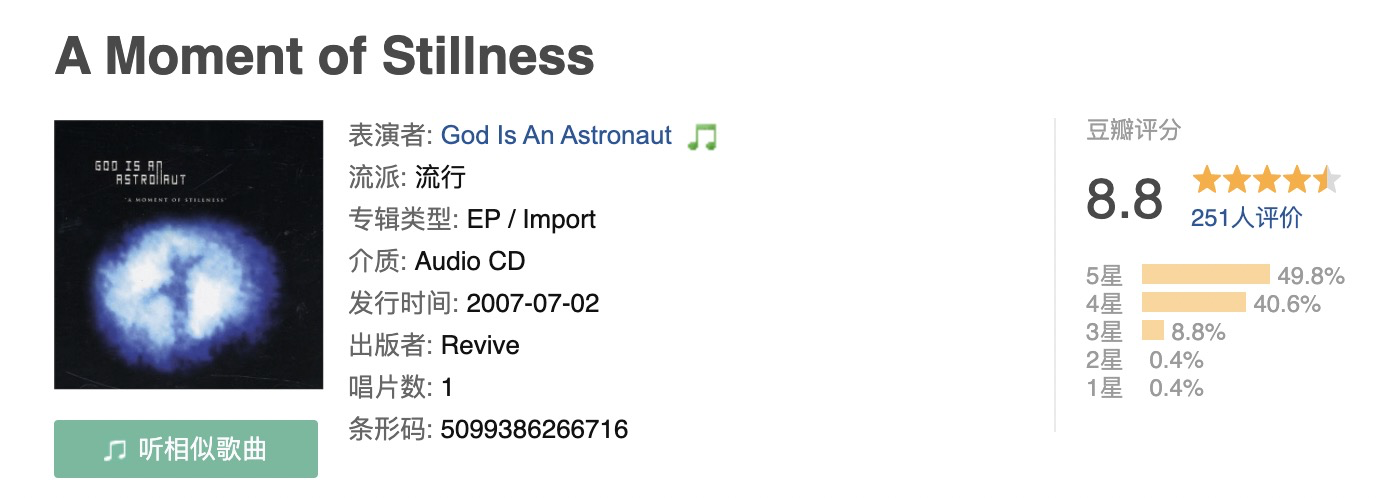 A Moment of Stillness
GOD IS AN
ASTRONAUT
"A MOMENT OF STILLNESS"
听相似歌曲
表演者: God Is An Astronaut
流派: 流行
专辑类型: EP / Import
介质: Audio CD
发行时间: 2007-07-02
出版者: Revive
唱片数: 1
条形码: 5099386266716
豆瓣评分
8.8
251人评价
5星 49.8%
4星 40.6%
3星 8.8%
2星 0.4%
1星 0.4%